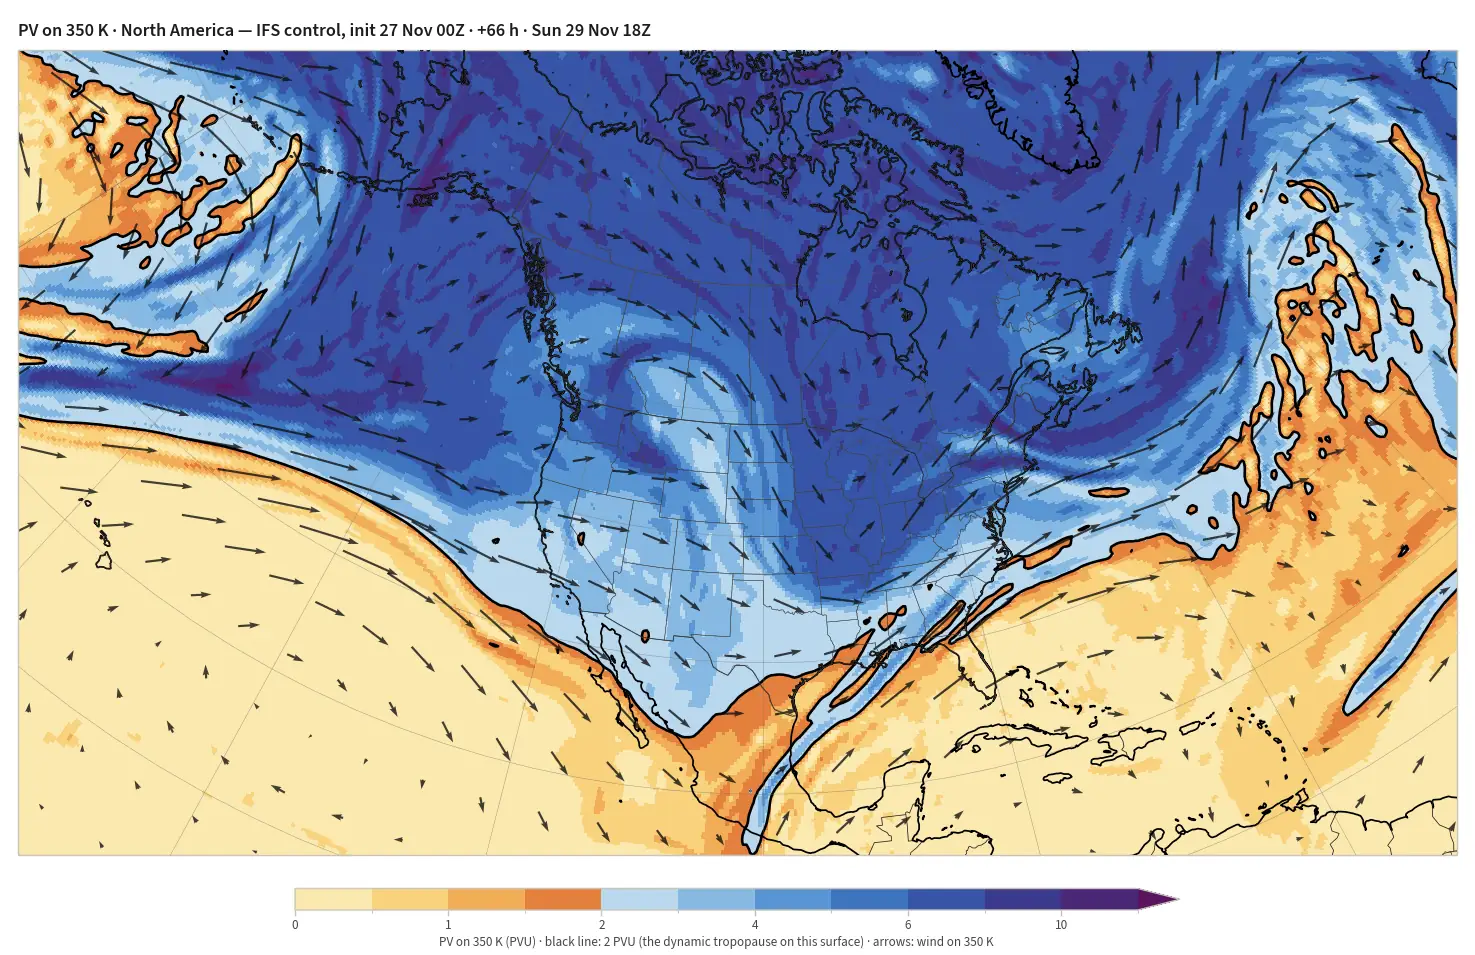 PV on 350 K · North America — IFS control, init 27 Nov 00Z · +66 h · Sun 29 Nov 18Z
0 1 2 4 6 10
PV on 350 K (PVU) · black line: 2 PVU (the dynamic tropopause on this surface) · arrows: wind on 350 K